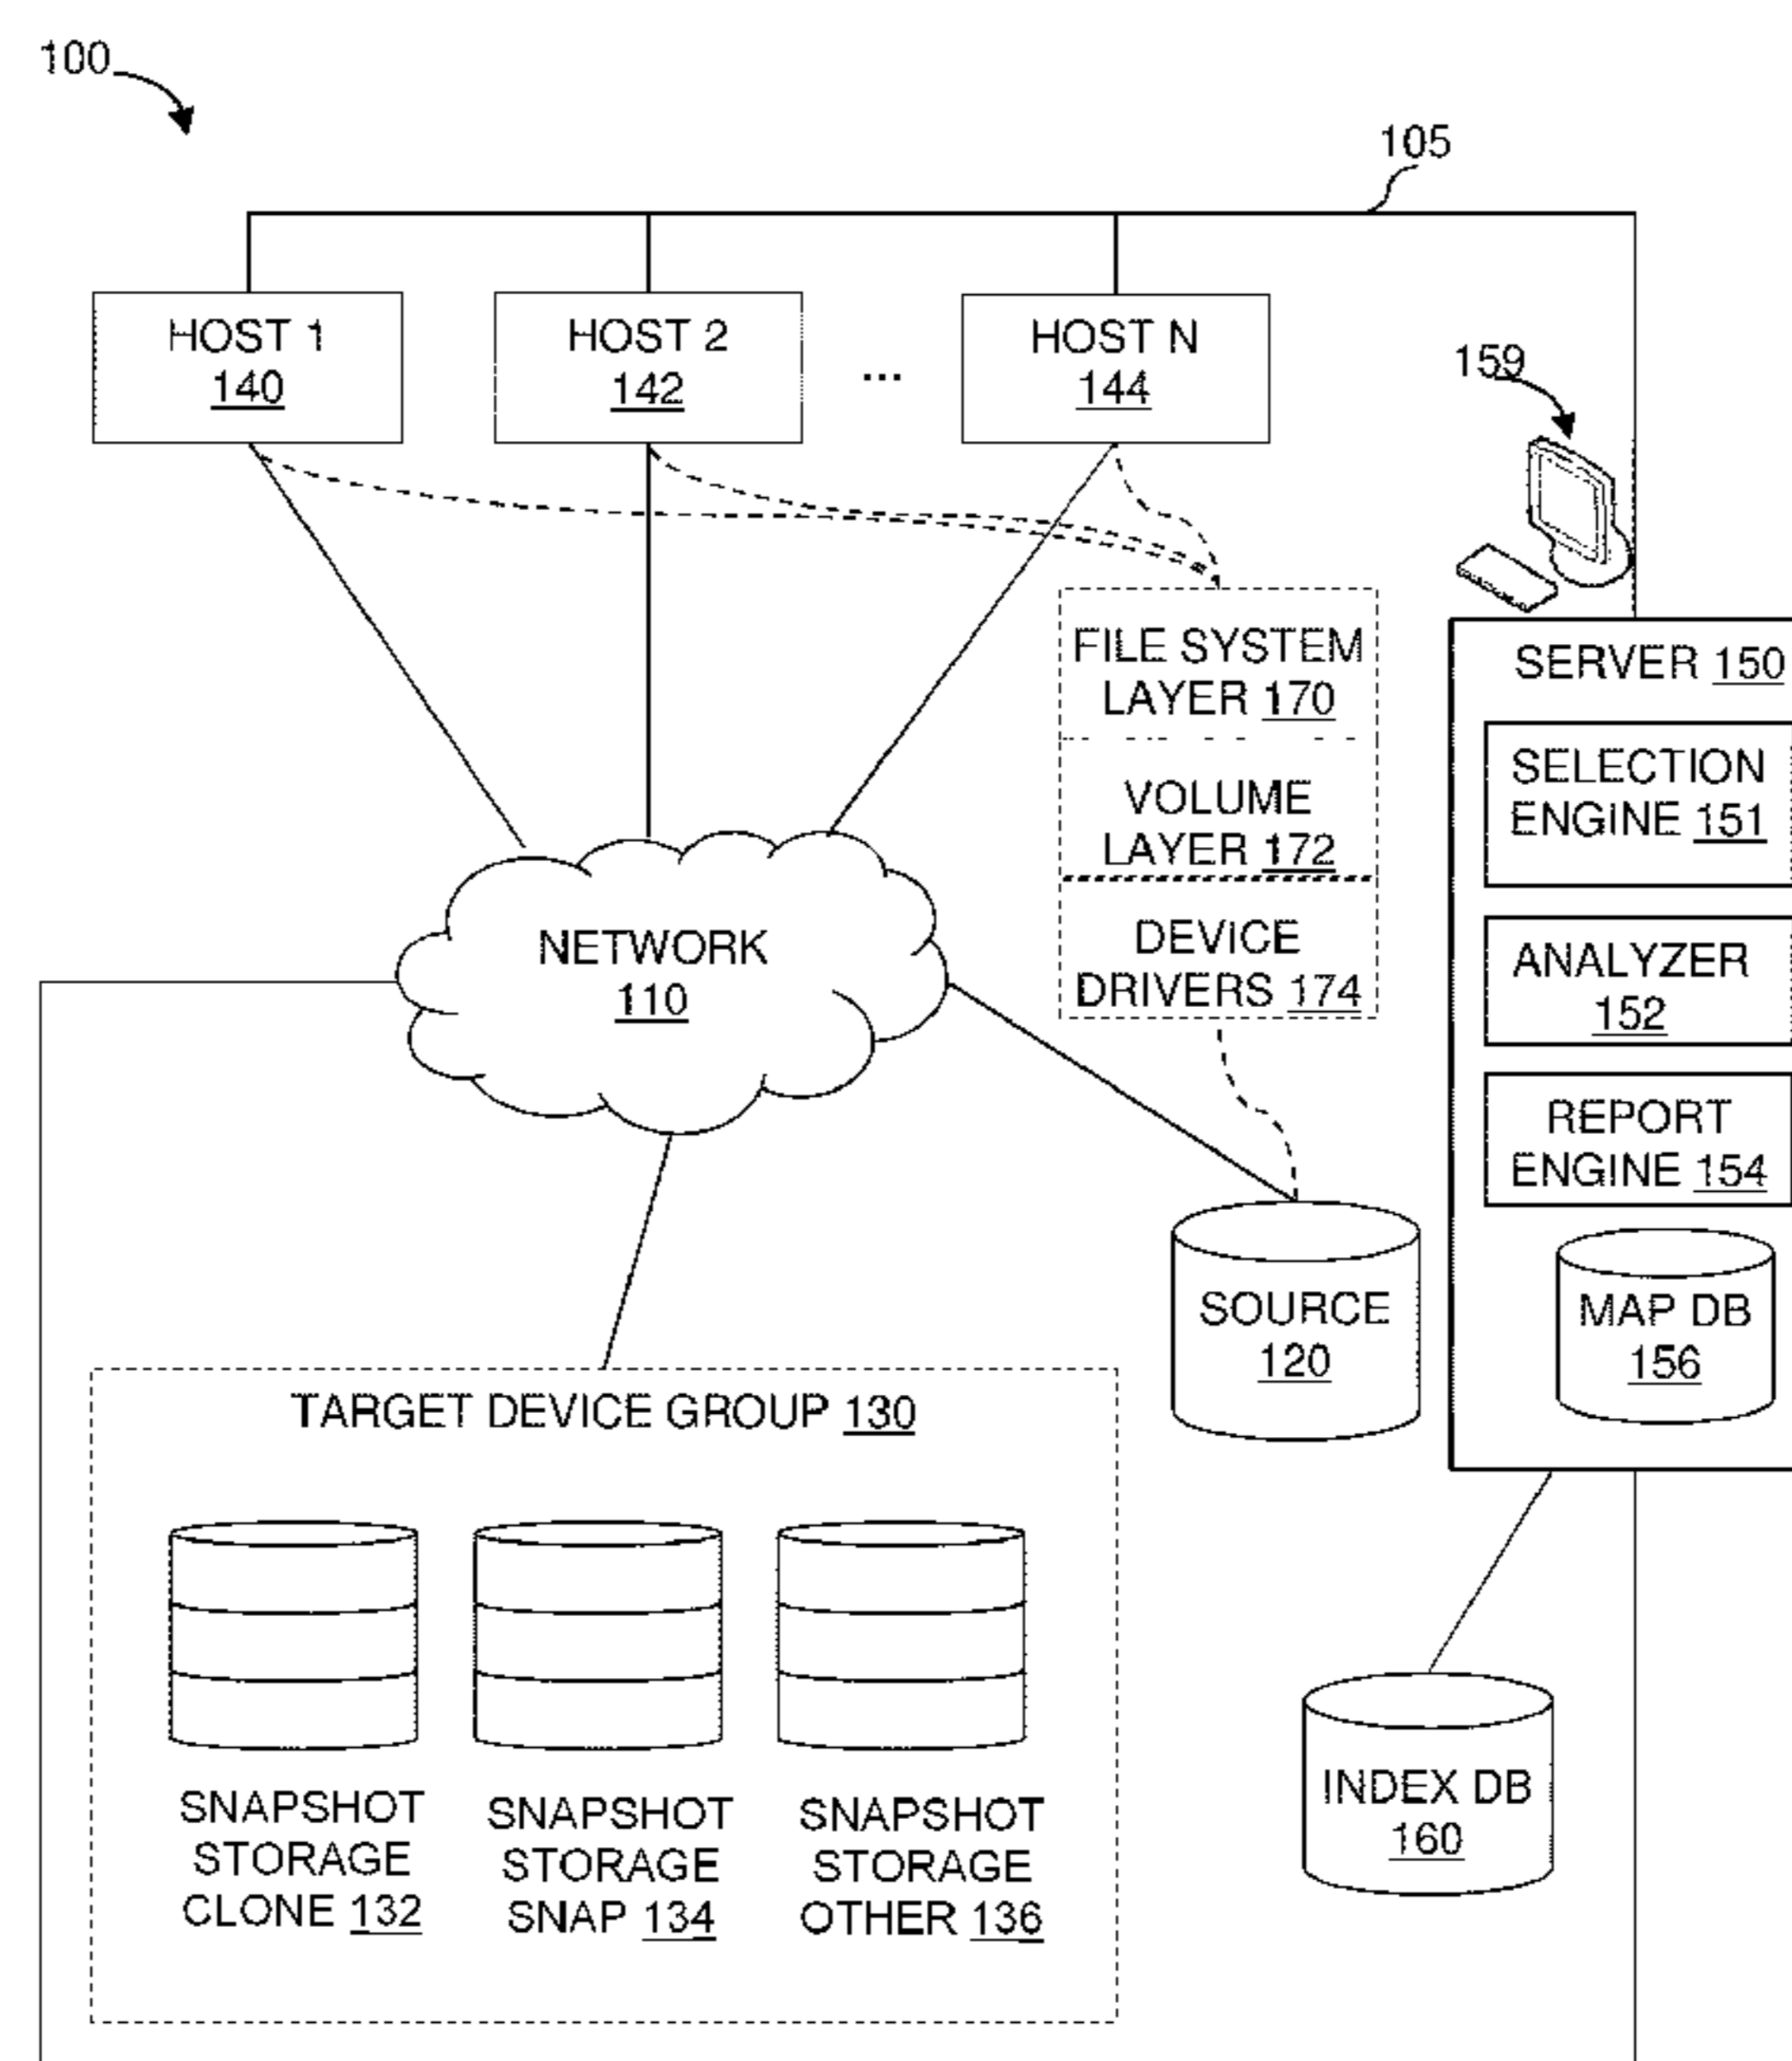 100
105
HOST 1
140
HOST 2
142
...
HOST N
144
159
FILE SYSTEM
LAYER 170
VOLUME
LAYER 172
DEVICE
DRIVERS 174
SERVER 150
SELECTION
ENGINE 151
ANALYZER
152
REPORT
ENGINE 154
MAP DB
156
NETWORK
110
SOURCE
120
TARGET DEVICE GROUP 130
SNAPSHOT
STORAGE
CLONE 132
SNAPSHOT
STORAGE
SNAP 134
SNAPSHOT
STORAGE
OTHER 136
INDEX DB
160